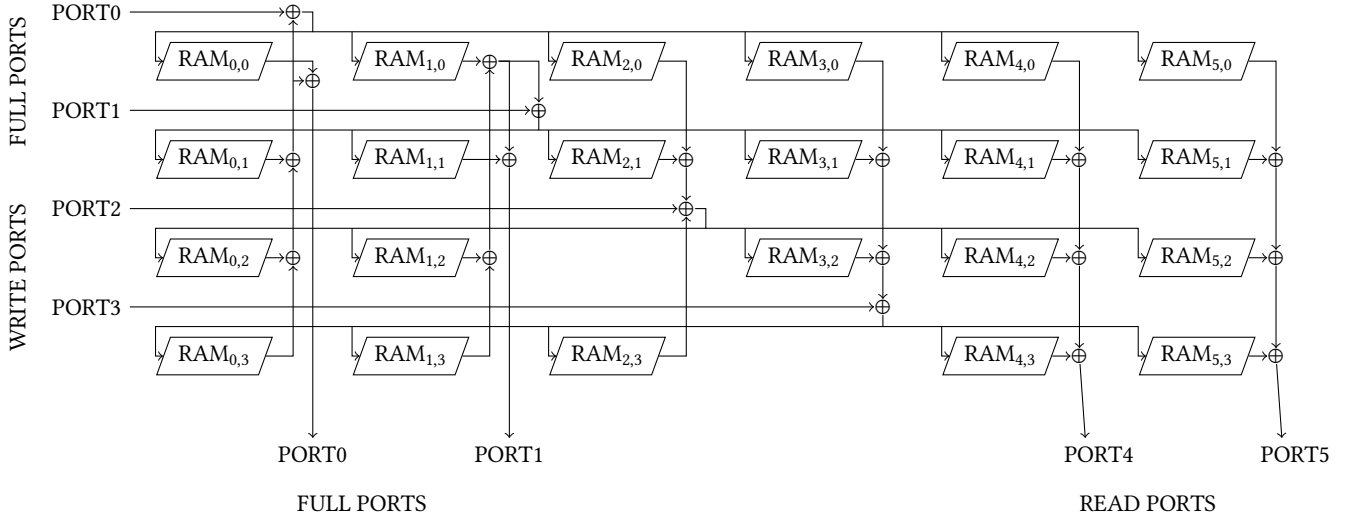 PORT0
RAM0,0 RAM1,0 RAM2,0 RAM3,0 RAM4,0 RAM5,0
FULL PORTS
PORT1
RAM0,1 RAM1,1 RAM2,1 RAM3,1 RAM4,1 RAM5,1
PORT2
RAM0,2 RAM1,2 RAM3,2 RAM4,2 RAM5,2
WRITE PORTS
PORT3
RAM0,3 RAM1,3 RAM2,3 RAM4,3 RAM5,3
PORT0 PORT1 PORT4 PORT5
FULL PORTS READ PORTS